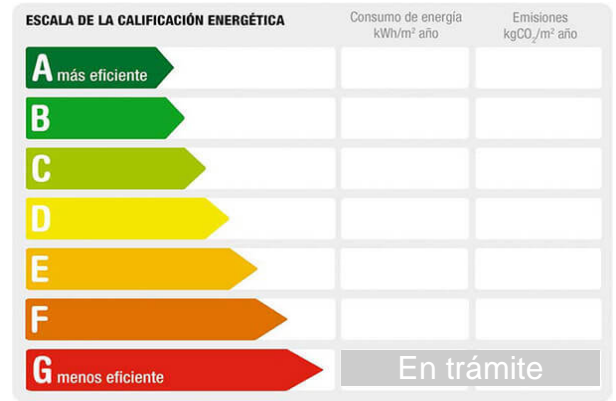 ESCALA DE LA CALIFICACIÓN ENERGÉTICA
Consumo de energía
kWh/m² año
Emisiones
kgCO₂/m² año
A más eficiente
B
C
D
E
F
G menos eficiente
En trámite